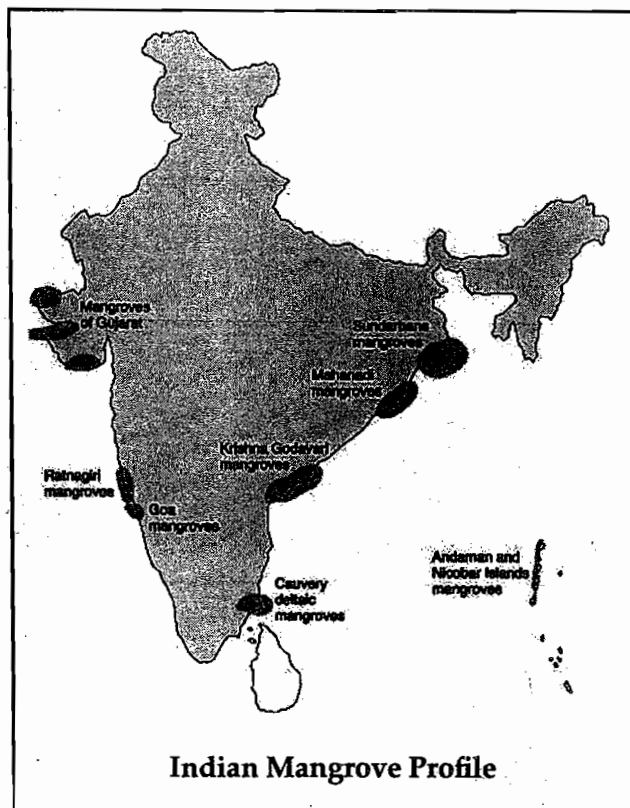 Mangroves
of Gujarat
Sundarbans
mangroves
Mahanadi
mangroves
Krishna Godavari
mangroves
Ratnagiri
mangroves
Goa
mangroves
Andaman and
Nicobar Islands
mangroves
Cauvery
deltaic
mangroves
Indian Mangrove Profile